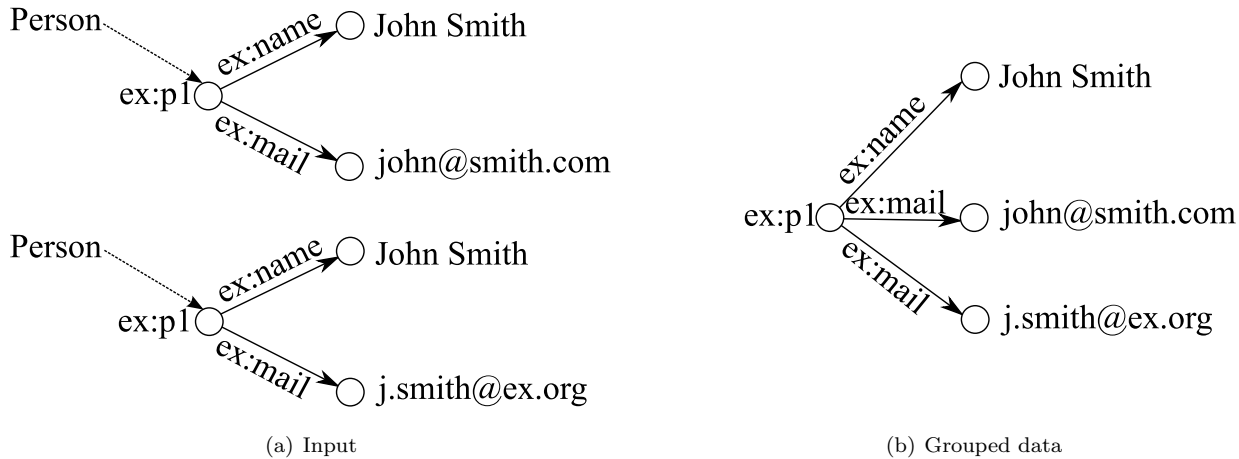 Person
ex:name
John Smith
ex:p1
ex:mail
john@smith.com
Person
ex:name
John Smith
ex:p1
ex:mail
j.smith@ex.org
(a) Input
ex:name
John Smith
ex:p1
ex:mail
john@smith.com
ex:mail
j.smith@ex.org
(b) Grouped data